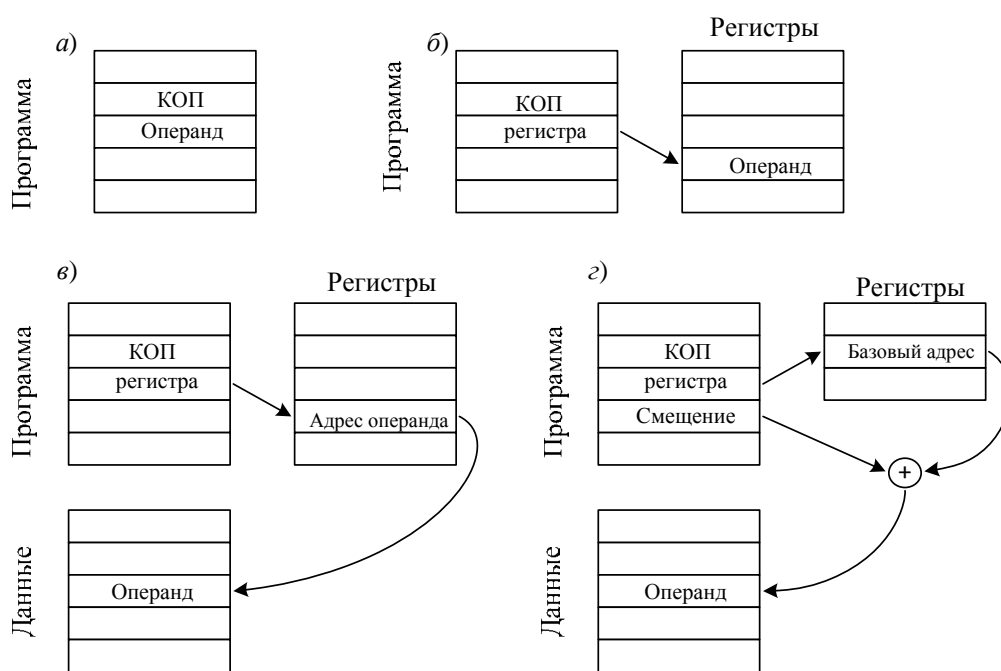 а)
Программа
КОП
Операнд
б)
Программа
КОП
регистра
Регистры
Операнд
в)
Программа
КОП
регистра
Регистры
Адрес операнда
Данные
Операнд
г)
Программа
КОП
регистра
Смещение
Регистры
Базовый адрес
+
Данные
Операнд